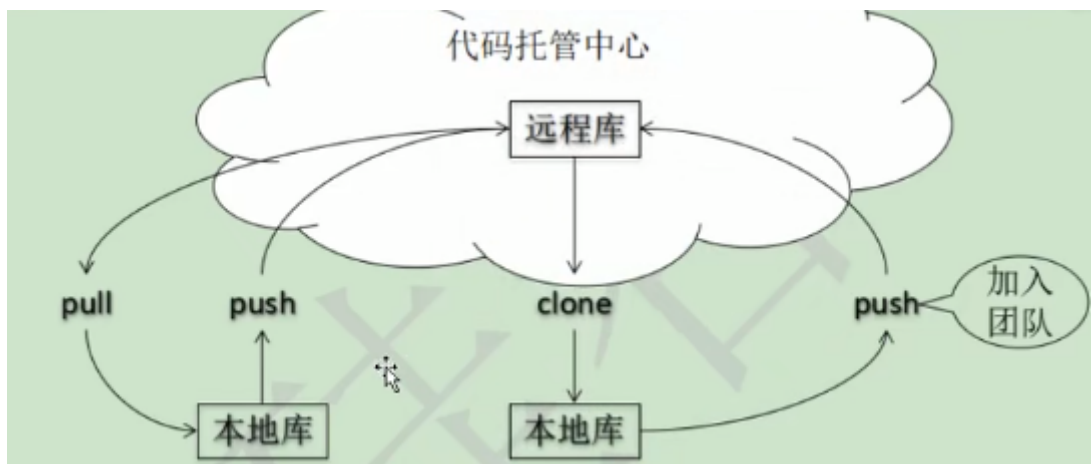 代码托管中心
远程库
pull
push
clone
push
加入
团队
本地库
本地库